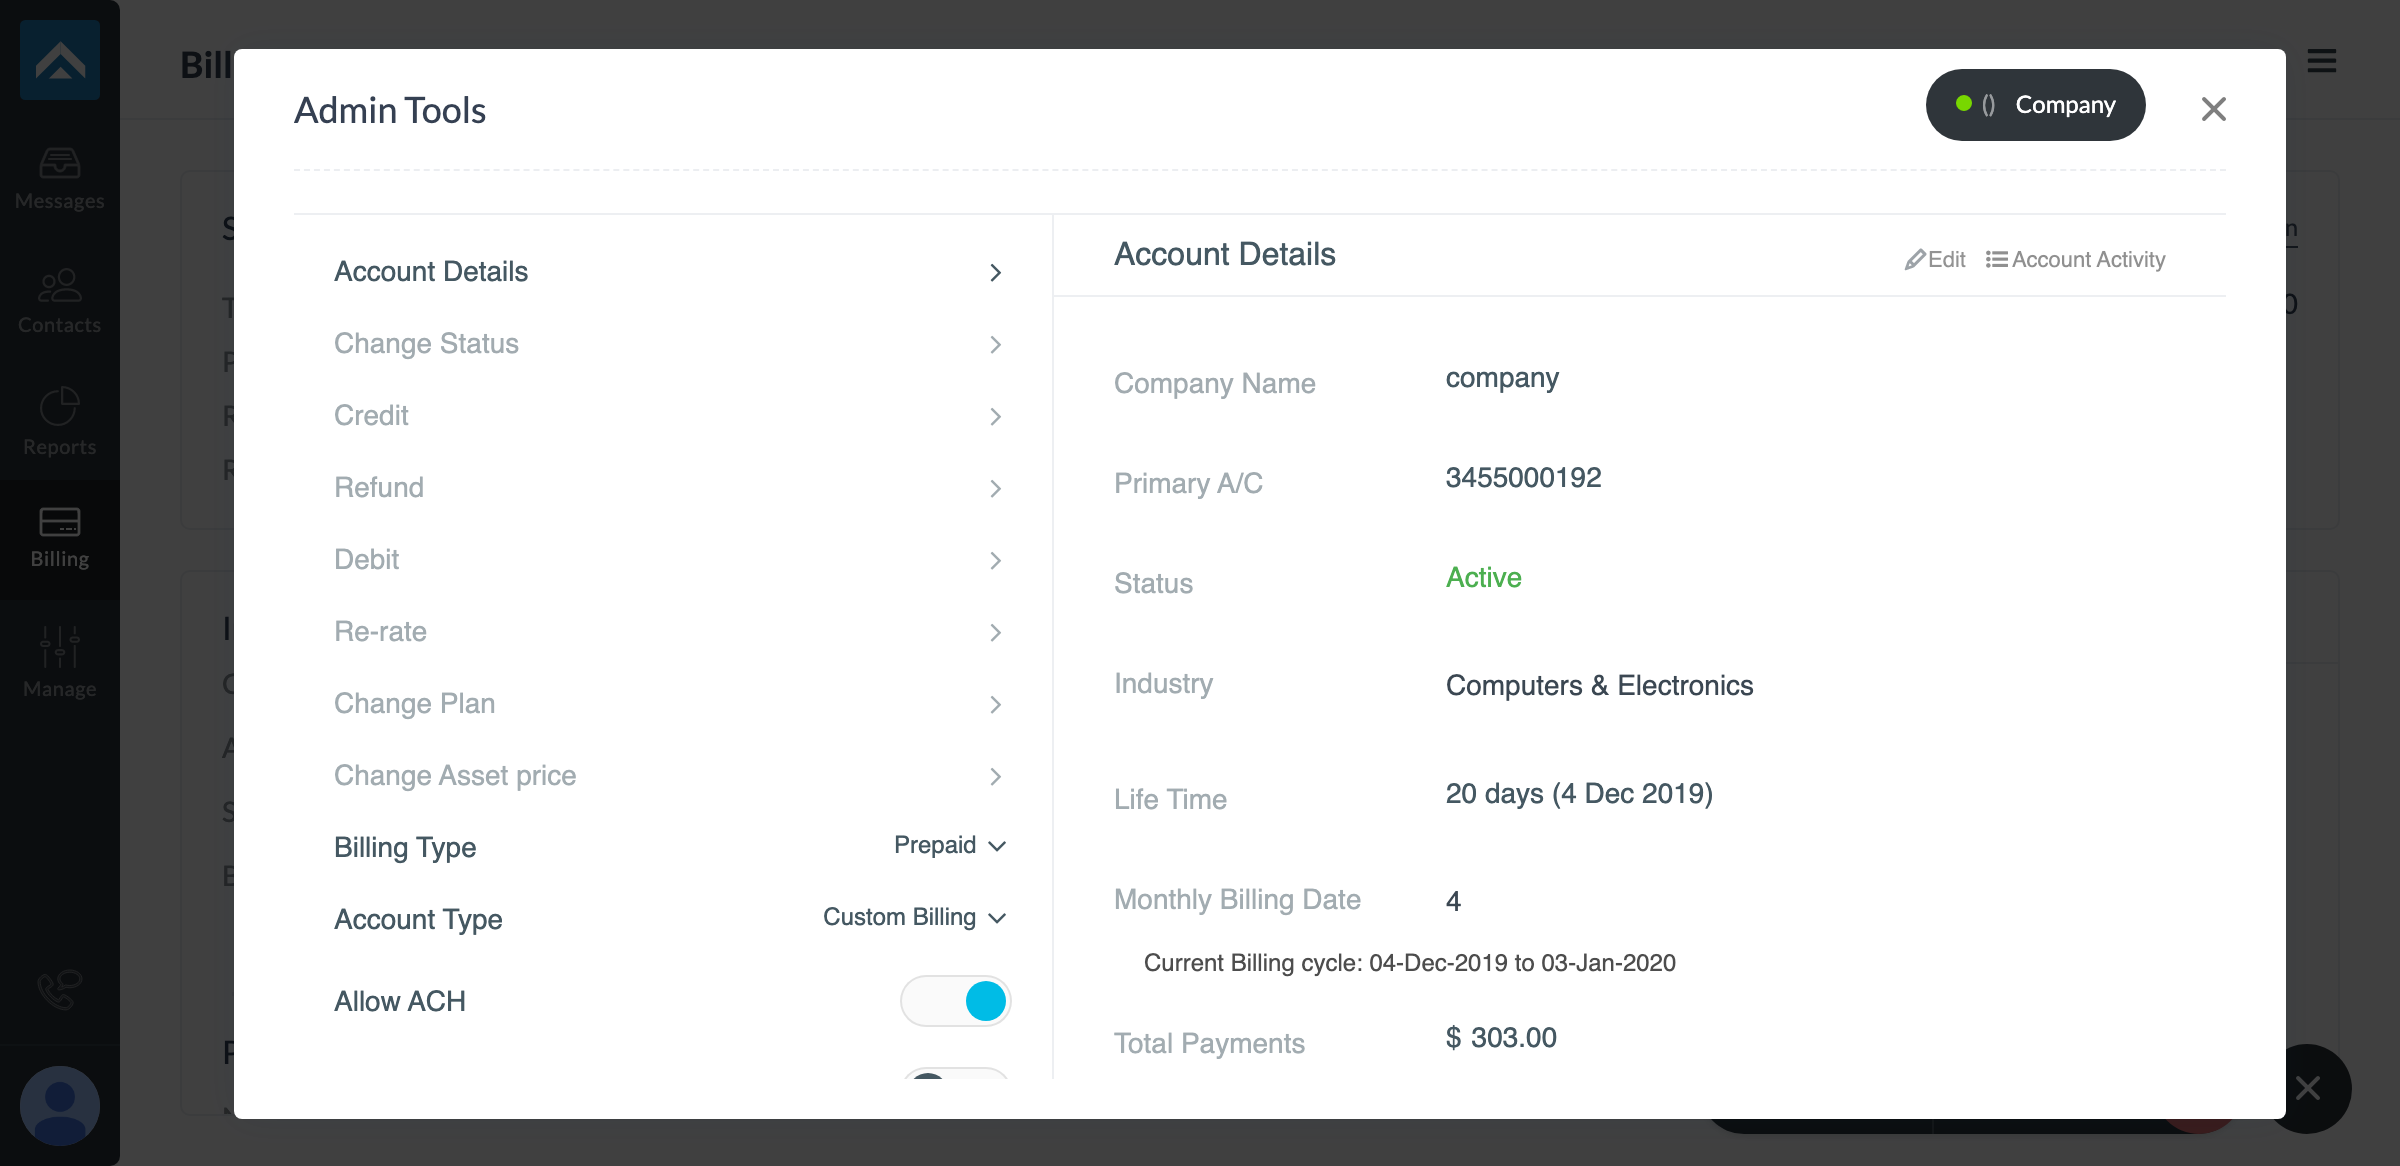 Messages
Contacts
Reports
Billing
Manage
Bill
Admin Tools
() Company
Account Details
Change Status
Credit
Refund
Debit
Re-rate
Change Plan
Change Asset price
Billing Type
Prepaid
Account Type
Custom Billing
Allow ACH
Account Details
Edit
Account Activity
Company Name
company
Primary A/C
3455000192
Status
Active
Industry
Computers & Electronics
Life Time
20 days (4 Dec 2019)
Monthly Billing Date
4
Current Billing cycle: 04-Dec-2019 to 03-Jan-2020
Total Payments
$ 303.00